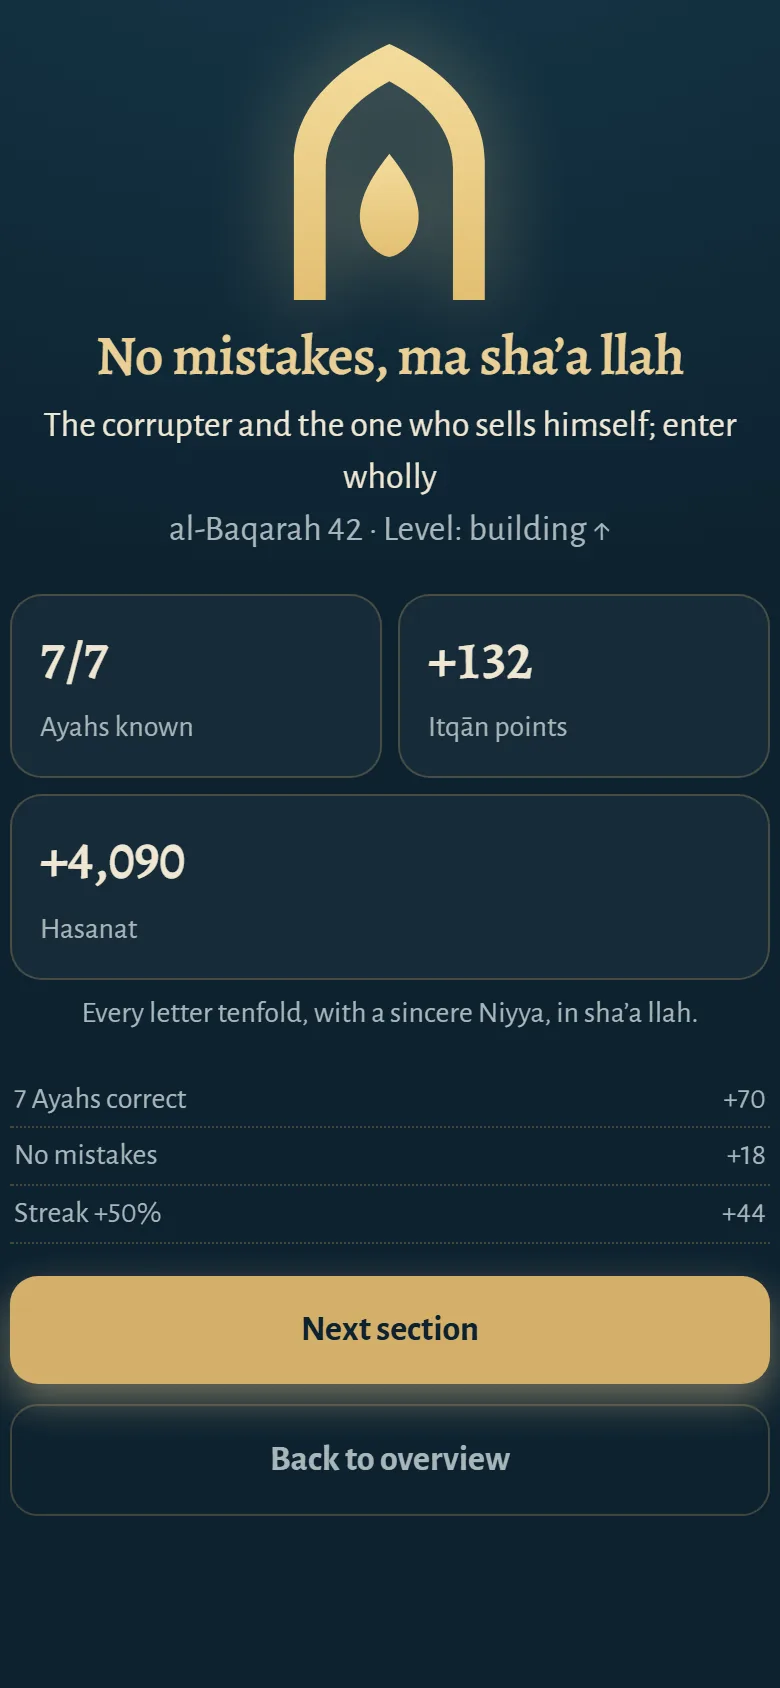 No mistakes, ma sha’a llah
The corrupter and the one who sells himself; enter
wholly
al-Baqarah 42 · Level: building ↑
7/7
Ayahs known
+132
Itqān points
+4,090
Hasanat
Every letter tenfold, with a sincere Niyya, in sha’a llah.
7 Ayahs correct +70
No mistakes +18
Streak +50% +44
Next section
Back to overview